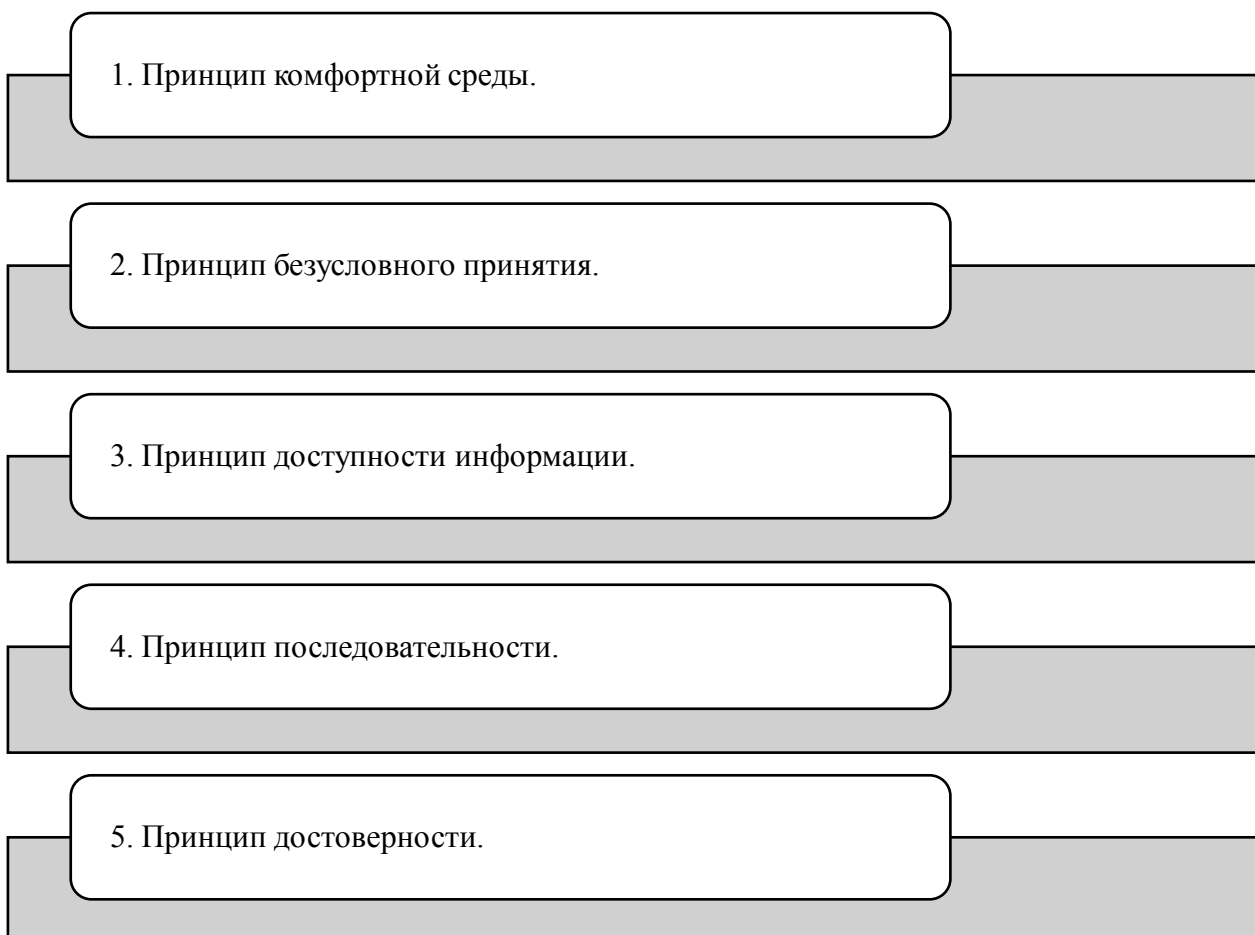 1. Принцип комфортной среды.
2. Принцип безусловного принятия.
3. Принцип доступности информации.
4. Принцип последовательности.
5. Принцип достоверности.